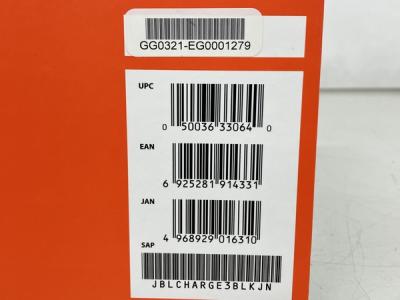 GG0321-EG0001279
UPC
0 50036 33064 0
EAN
6 925281 914331
JAN
4 968929 016310
SAP
JBLCHARGE3BLKJN